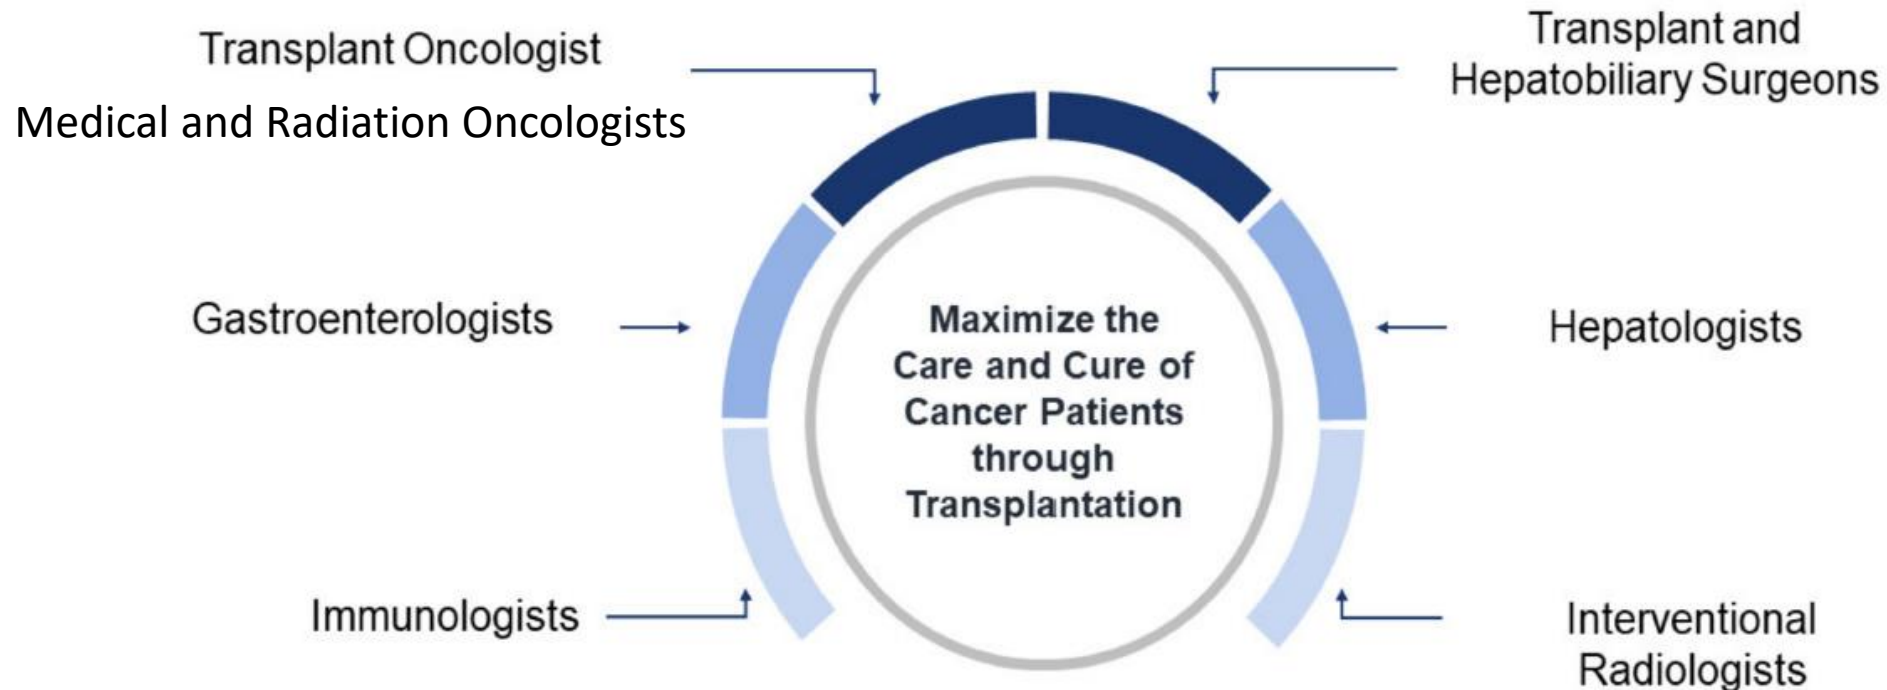 Transplant Oncologist
Medical and Radiation Oncologists
Transplant and
Hepatobiliary Surgeons
Gastroenterologists
Maximize the
Care and Cure of
Cancer Patients
through
Transplantation
Hepatologists
Immunologists
Interventional
Radiologists